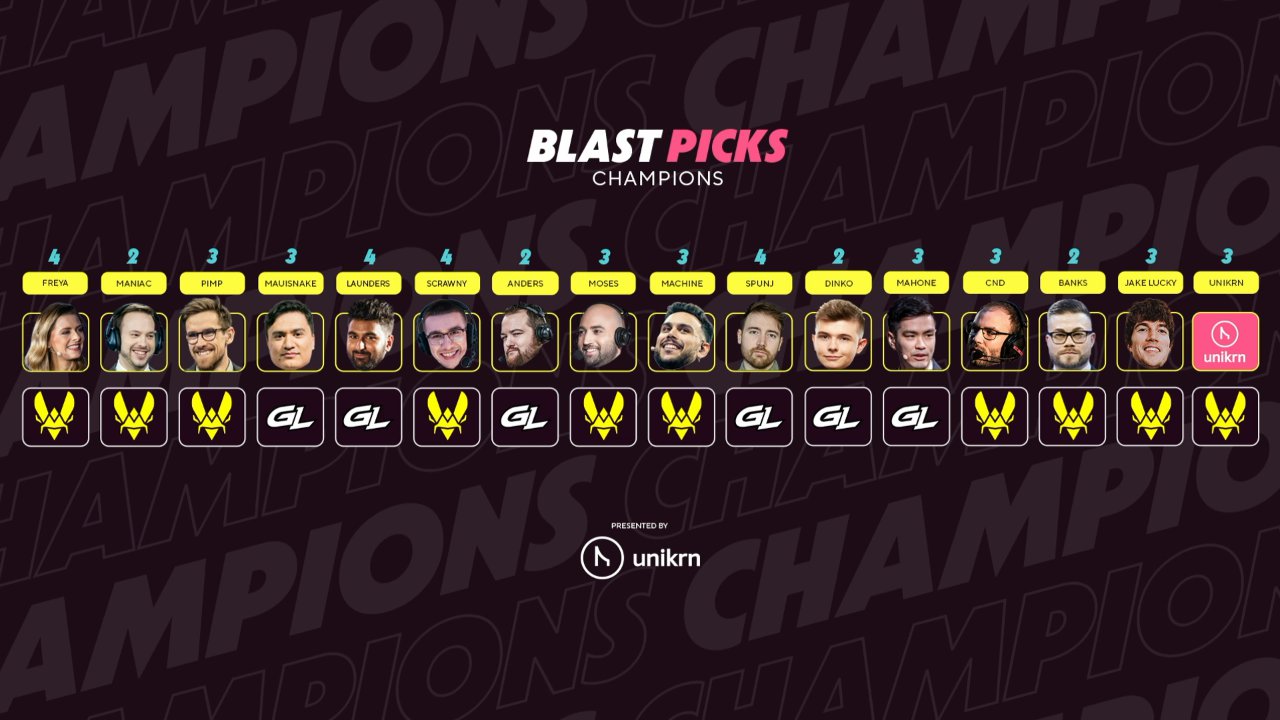 BLAST PICKS
CHAMPIONS
4 2 3 3 4 4 2 3 3 4 2 3 3 2 3 3
FREYA MANIAC PIMP MAUISNAKE LAUNDERS SCRAWNY ANDERS MOSES MACHINE SPUNJ DINKO MAHONE CND BANKS JAKE LUCKY UNIKRN
unikrn
GL GL GL GL GL GL
PRESENTED BY
unikrn
CHAMPIONS